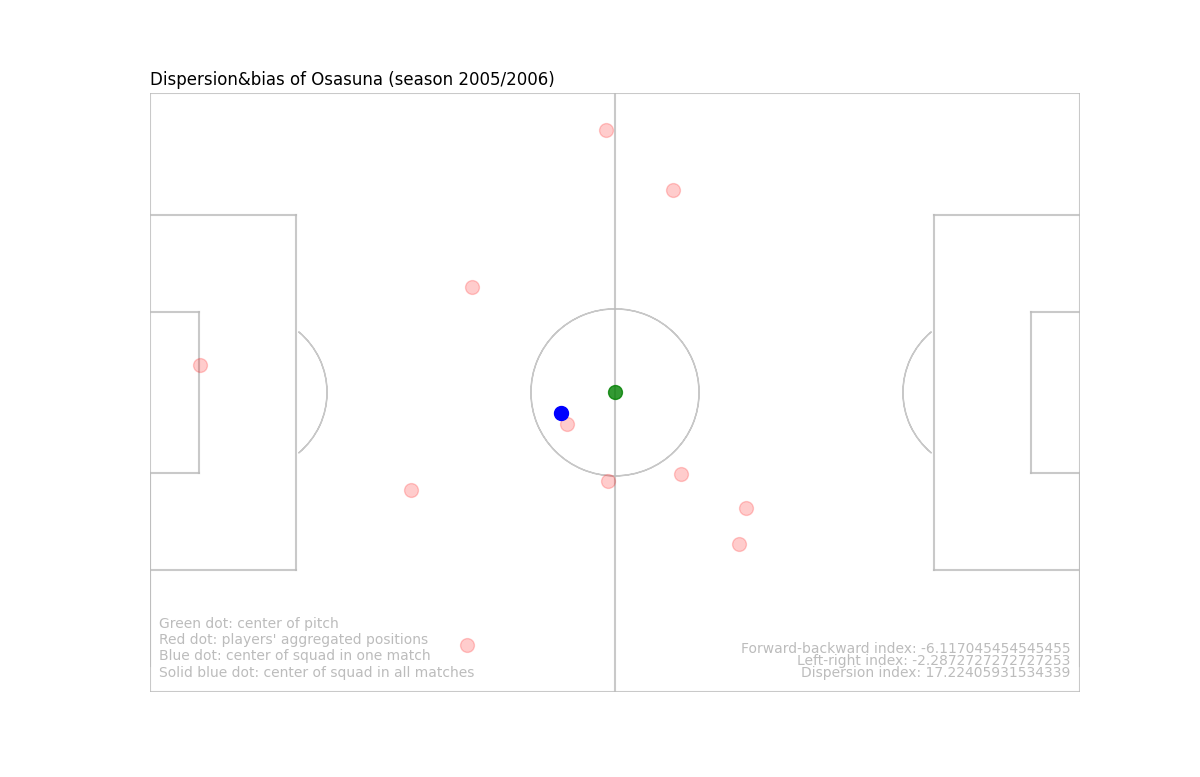 Dispersion&bias of Osasuna (season 2005/2006)
Green dot: center of pitch
Red dot: players' aggregated positions
Blue dot: center of squad in one match
Solid blue dot: center of squad in all matches
Forward-backward index: -6.117045454545455
Left-right index: -2.2872727272727253
Dispersion index: 17.22405931534339